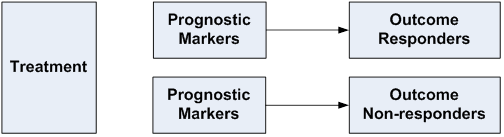 Treatment
Prognostic
Markers
Outcome
Responders
Prognostic
Markers
Outcome
Non-responders